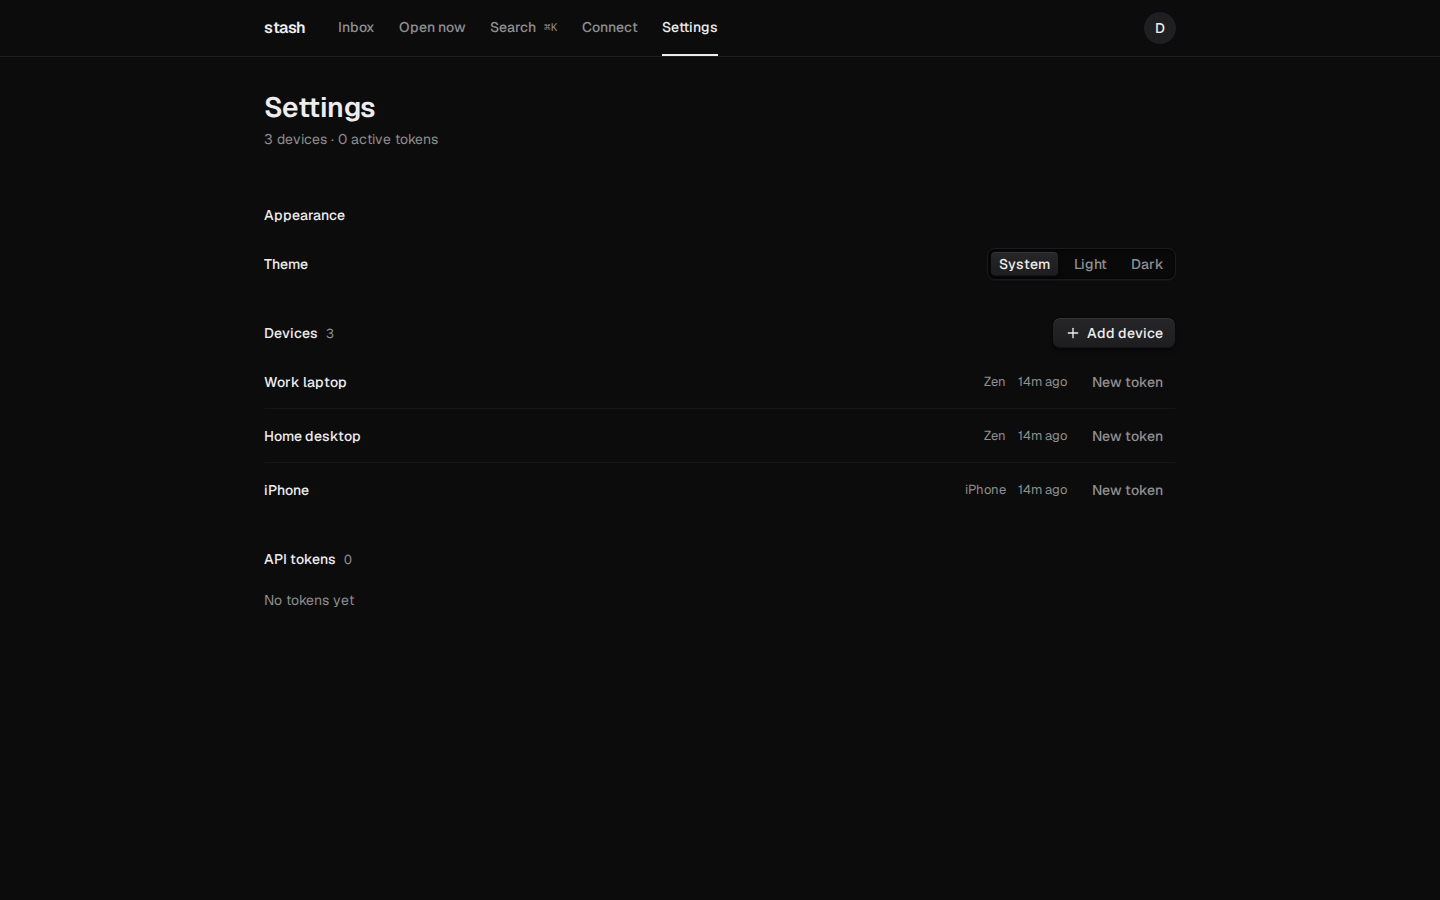 stash Inbox Open now Search ⌘K Connect Settings D
Settings
3 devices · 0 active tokens
Appearance
Theme System Light Dark
Devices 3 + Add device
Work laptop Zen 14m ago New token
Home desktop Zen 14m ago New token
iPhone iPhone 14m ago New token
API tokens 0
No tokens yet